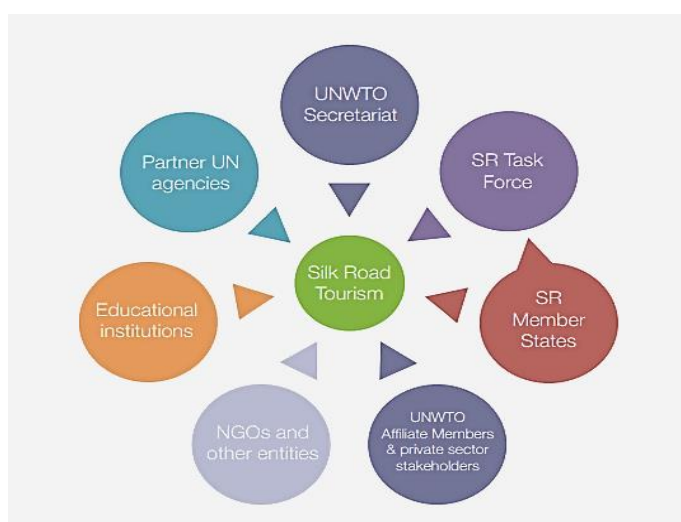 UNWTO
Secretariat
SR Task
Force
SR
Member
States
UNWTO
Affiliate Members
& private sector
stakeholders
NGOs and
other entities
Educational
institutions
Partner UN
agencies
Silk Road
Tourism